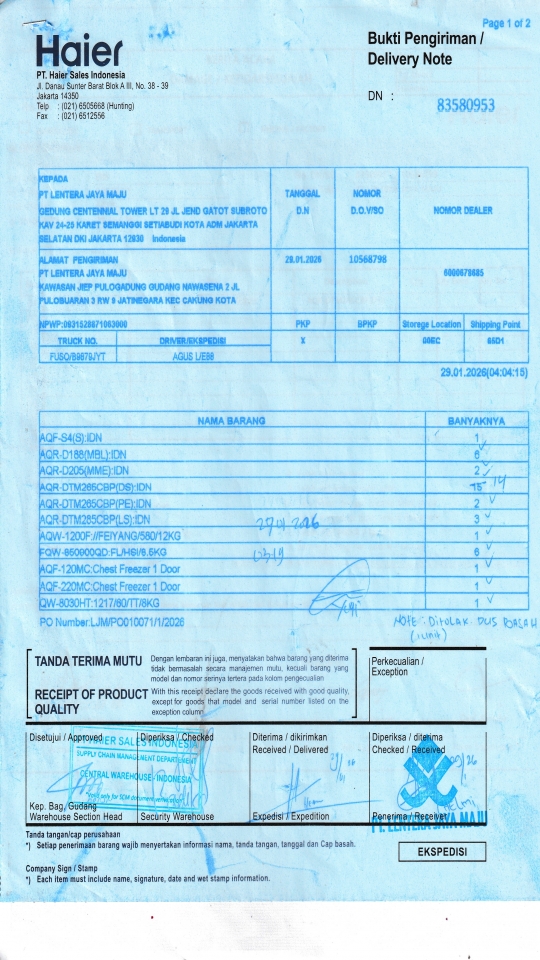 Page 1 of 2
Haier
Bukti Pengiriman /
Delivery Note
PT. Haier Sales Indonesia
Jl. Danau Sunter Barat Blok A III, No. 38 - 39
Jakarta 14350
Telp : (021) 6505668 (Hunting)
Fax : (021) 6512556
DN :
83580953
KEPADA
PT LENTERA JAYA MAJU
GEDUNG CENTENNIAL TOWER LT 29 JL JEHD GATOT SUBROTO
KAV 24-25 KARET SEMANGGI SETIABUDI KOTA ADM JAKARTA
SELATAN DKI JAKARTA 12930 Indonesia
TANGGAL
D.N
NOMOR
D.O.V/SO
NOMOR DEALER
ALAMAT PENGIRIMAN
PT LENTERA JAYA MAJU
KAWASAN JIEP PULOGADUNG GUDANG NAWASENA 2 JL
PULOBUARAN 3 RW 9 JATINEGARA KEC CAKUNG KOTA
29.01.2026
10568798
NPWP:0931528871003000
PKP
BPKP
Storage Location
Shipping Point
TRUCK NO.
DRIVER/EKSPEDISI
X
FUSO/B9879JYT
29.01.2026(04:04:15)
NAMA BARANG
BANYAKNYA
AQF-S4(S):IDN 1
AQR-D188(MBL):IDN 6
AQR-D205(MME):IDN 2
AQR-DTM265CBP(DS):IDN 15 14
AQR-DTM265CBP(PE):IDN 2
AQR-DTM285CBP(LS):IDN 3
AQW-1200F://FEIYANG/580/12KG 1
FQW-850900QD:FL/HSI/8.5KG 6
AQF-120MC:Chest Freezer 1 Door 1
AQF-220MC:Chest Freezer 1 Door 1
QW-8030HT:1217/60/TT/8KG 1
PO Number:LJM/PO010071/1/2026
NOTE : DITOLAK DUS BASAH
(1 unit)
TANDA TERIMA MUTU
Dengan lembaran ini juga, menyatakan bahwa barang yang diterima
tidak bermasalah secara manajemen mutu, kecuali barang yang
model dan nomor serinya tertera pada kolom pengecualian
RECEIPT OF PRODUCT
QUALITY
With this receipt declare the goods received with good quality,
except for goods that model and serial number listed on the
exception column
Perkecualian /
Exception
Disetujui / Approved
Diperiksa / Checked
Diterima / dikirimkan
Received / Delivered
Diperiksa / diterima
Checked / Received
HAIER SALES INDONESIA
SUPPLY CHAIN MANAGEMENT DEPARTEMENT
CENTRAL WAREHOUSE - INDONESIA
Kep. Bag. Gudang
Warehouse Section Head
Security Warehouse
Expedisi / Expedition
Penerima / Receiver
PT. LENTERA JAYA MAJU
Tanda tangan/cap perusahaan
*) Setiap penerimaan barang wajib menyertakan informasi nama, tanda tangan, tanggal dan Cap basah.
EKSPEDISI
Company Sign / Stamp
*) Each item must include name, signature, date and wet stamp information.